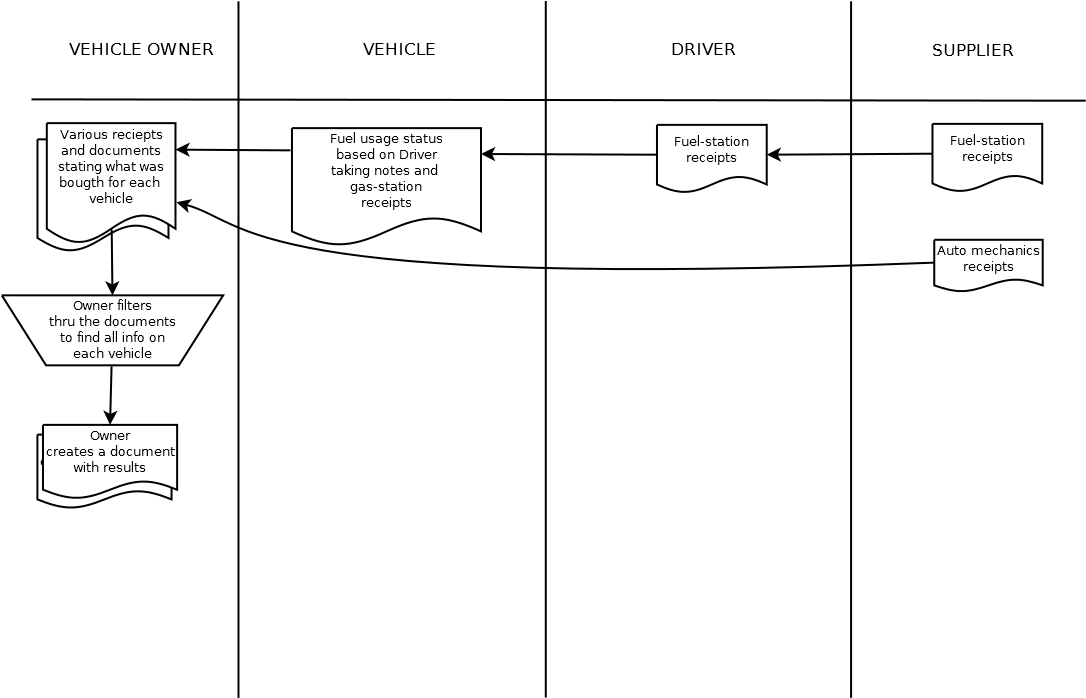 VEHICLE OWNER
VEHICLE
DRIVER
SUPPLIER
Various reciepts
and documents
stating what was
bougth for each
vehicle
Fuel usage status
based on Driver
taking notes and
gas-station
receipts
Fuel-station
receipts
Fuel-station
receipts
Auto mechanics
receipts
Owner filters
thru the documents
to find all info on
each vehicle
Owner
creates a document
with results